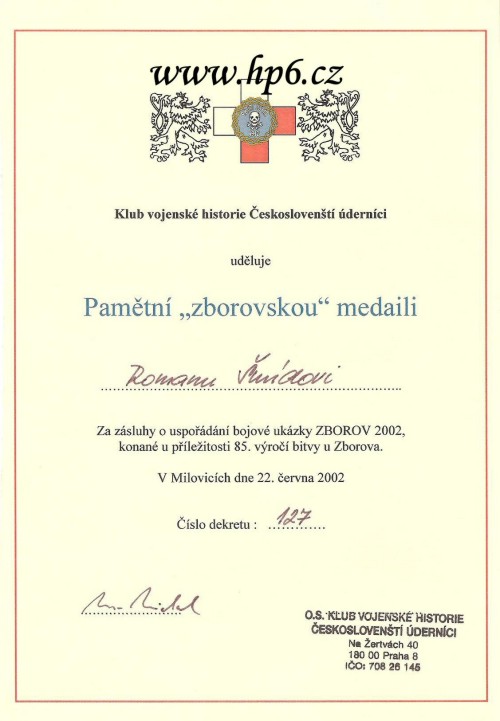 www.hp6.cz
Klub vojenské historie Českoslovenští úderníci
uděluje
Pamětní „zborovskou“ medaili
Romanu Šmídovi
Za zásluhy o uspořádání bojové ukázky ZBOROV 2002,
konané u příležitosti 85. výročí bitvy u Zborova.
V Milovicích dne 22. června 2002
Číslo dekretu : 127
O.S. KLUB VOJENSKÉ HISTORIE
ČESKOSLOVENŠTÍ ÚDERNÍCI
Na Žertvách 40
180 00 Praha 8
IČO: 708 26 145